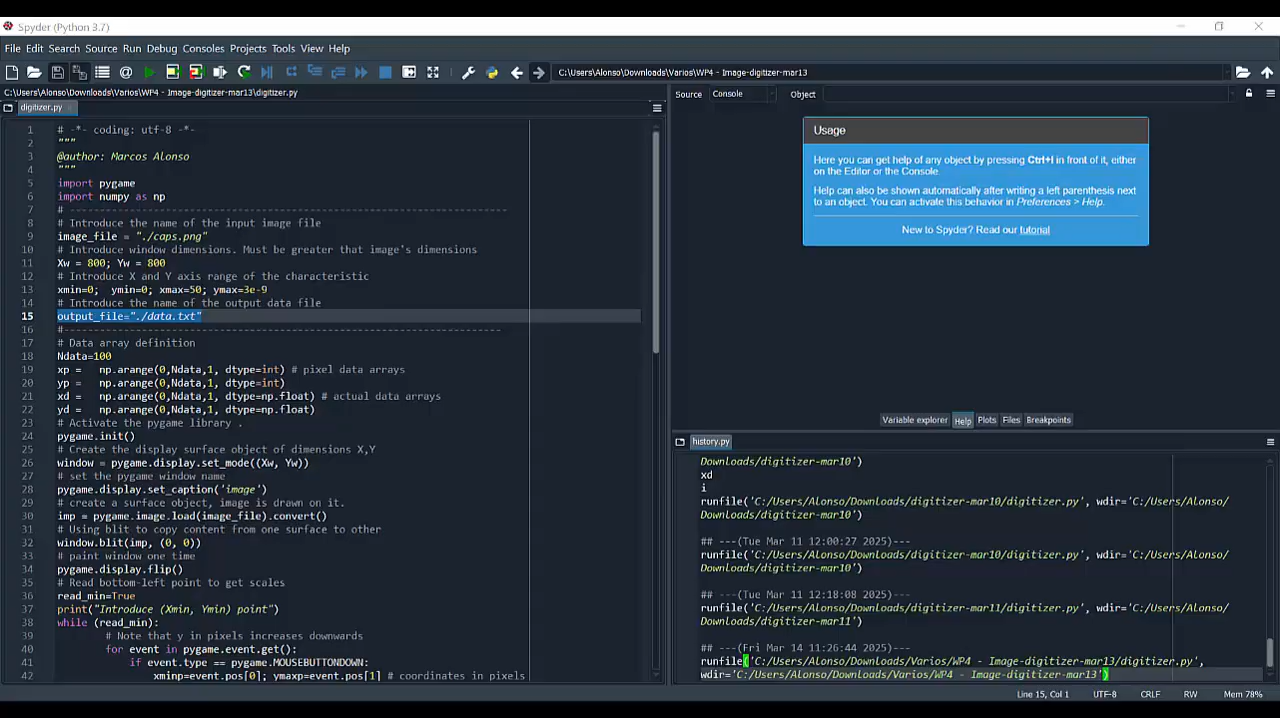 Spyder (Python 3.7)
File Edit Search Source Run Debug Consoles Projects Tools View Help
C:\Users\Alonso\Downloads\Varios\WP4 - Image-digitizer-mar13
C:\Users\Alonso\Downloads\Varios\WP4 - Image-digitizer-mar13\digitizer.py
digitizer.py
1 # -*- coding: utf-8 -*-
2 """
3 @author: Marcos Alonso
4 """
5 import pygame
6 import numpy as np
7 # -----------------------------------------------------------------
8 # Introduce the name of the input image file
9 image_file = "./caps.png"
10 # Introduce window dimensions. Must be greater that image's dimensions
11 Xw = 800; Yw = 800
12 # Introduce X and Y axis range of the characteristic
13 xmin=0; ymin=0; xmax=50; ymax=3e-9
14 # Introduce the name of the output data file
15 output_file="./data.txt"
16 #-----------------------------------------------------------------
17 # Data array definition
18 Ndata=100
19 xp = np.arange(0,Ndata,1, dtype=int) # pixel data arrays
20 yp = np.arange(0,Ndata,1, dtype=int)
21 xd = np.arange(0,Ndata,1, dtype=np.float) # actual data arrays
22 yd = np.arange(0,Ndata,1, dtype=np.float)
23 # Activate the pygame library .
24 pygame.init()
25 # Create the display surface object of dimensions X,Y
26 window = pygame.display.set_mode((Xw, Yw))
27 # set the pygame window name
28 pygame.display.set_caption('image')
29 # create a surface object, image is drawn on it.
30 imp = pygame.image.load(image_file).convert()
31 # Using blit to copy content from one surface to other
32 window.blit(imp, (0, 0))
33 # paint window one time
34 pygame.display.flip()
35 # Read bottom-left point to get scales
36 read_min=True
37 print("Introduce (Xmin, Ymin) point")
38 while (read_min):
39 # Note that y in pixels increases downwards
40 for event in pygame.event.get():
41 if event.type == pygame.MOUSEBUTTONDOWN:
42 xminp=event.pos[0]; ymaxp=event.pos[1] # coordinates in pixels
Source Console Object
Usage
Here you can get help of any object by pressing Ctrl+I in front of it, either
on the Editor or the Console.
Help can also be shown automatically after writing a left parenthesis next
to an object. You can activate this behavior in Preferences > Help.
New to Spyder? Read our tutorial
Variable explorer Help Plots Files Breakpoints
history.py
Downloads/digitizer-mar10')
xd
i
runfile('C:/Users/Alonso/Downloads/digitizer-mar10/digitizer.py', wdir='C:/Users/Alonso/
Downloads/digitizer-mar10')
## ---(Tue Mar 11 12:00:27 2025)---
runfile('C:/Users/Alonso/Downloads/digitizer-mar10/digitizer.py', wdir='C:/Users/Alonso/
Downloads/digitizer-mar10')
## ---(Tue Mar 11 12:18:08 2025)---
runfile('C:/Users/Alonso/Downloads/digitizer-mar11/digitizer.py', wdir='C:/Users/Alonso/
Downloads/digitizer-mar11')
## ---(Fri Mar 14 11:26:44 2025)---
runfile('C:/Users/Alonso/Downloads/Varios/WP4 - Image-digitizer-mar13/digitizer.py',
wdir='C:/Users/Alonso/Downloads/Varios/WP4 - Image-digitizer-mar13')
Line 15, Col 1 UTF-8 CRLF RW Mem 78%